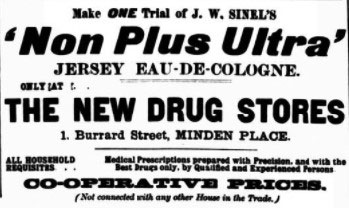 Make ONE Trial of J. W. SINEL'S
'Non Plus Ultra'
JERSEY EAU-DE-COLOGNE.
ONLY [AT
THE NEW DRUG STORES
1. Burrard Street, MINDEN PLACE.
ALL HOUSEHOLD REQUISITES . .
Medical Prescriptions prepared with Precision, and with the
Best Drugs only, by Qualified and Experienced Persons
CO-OPERATIVE PRICES.
(Not connected with any other House in the Trade.)